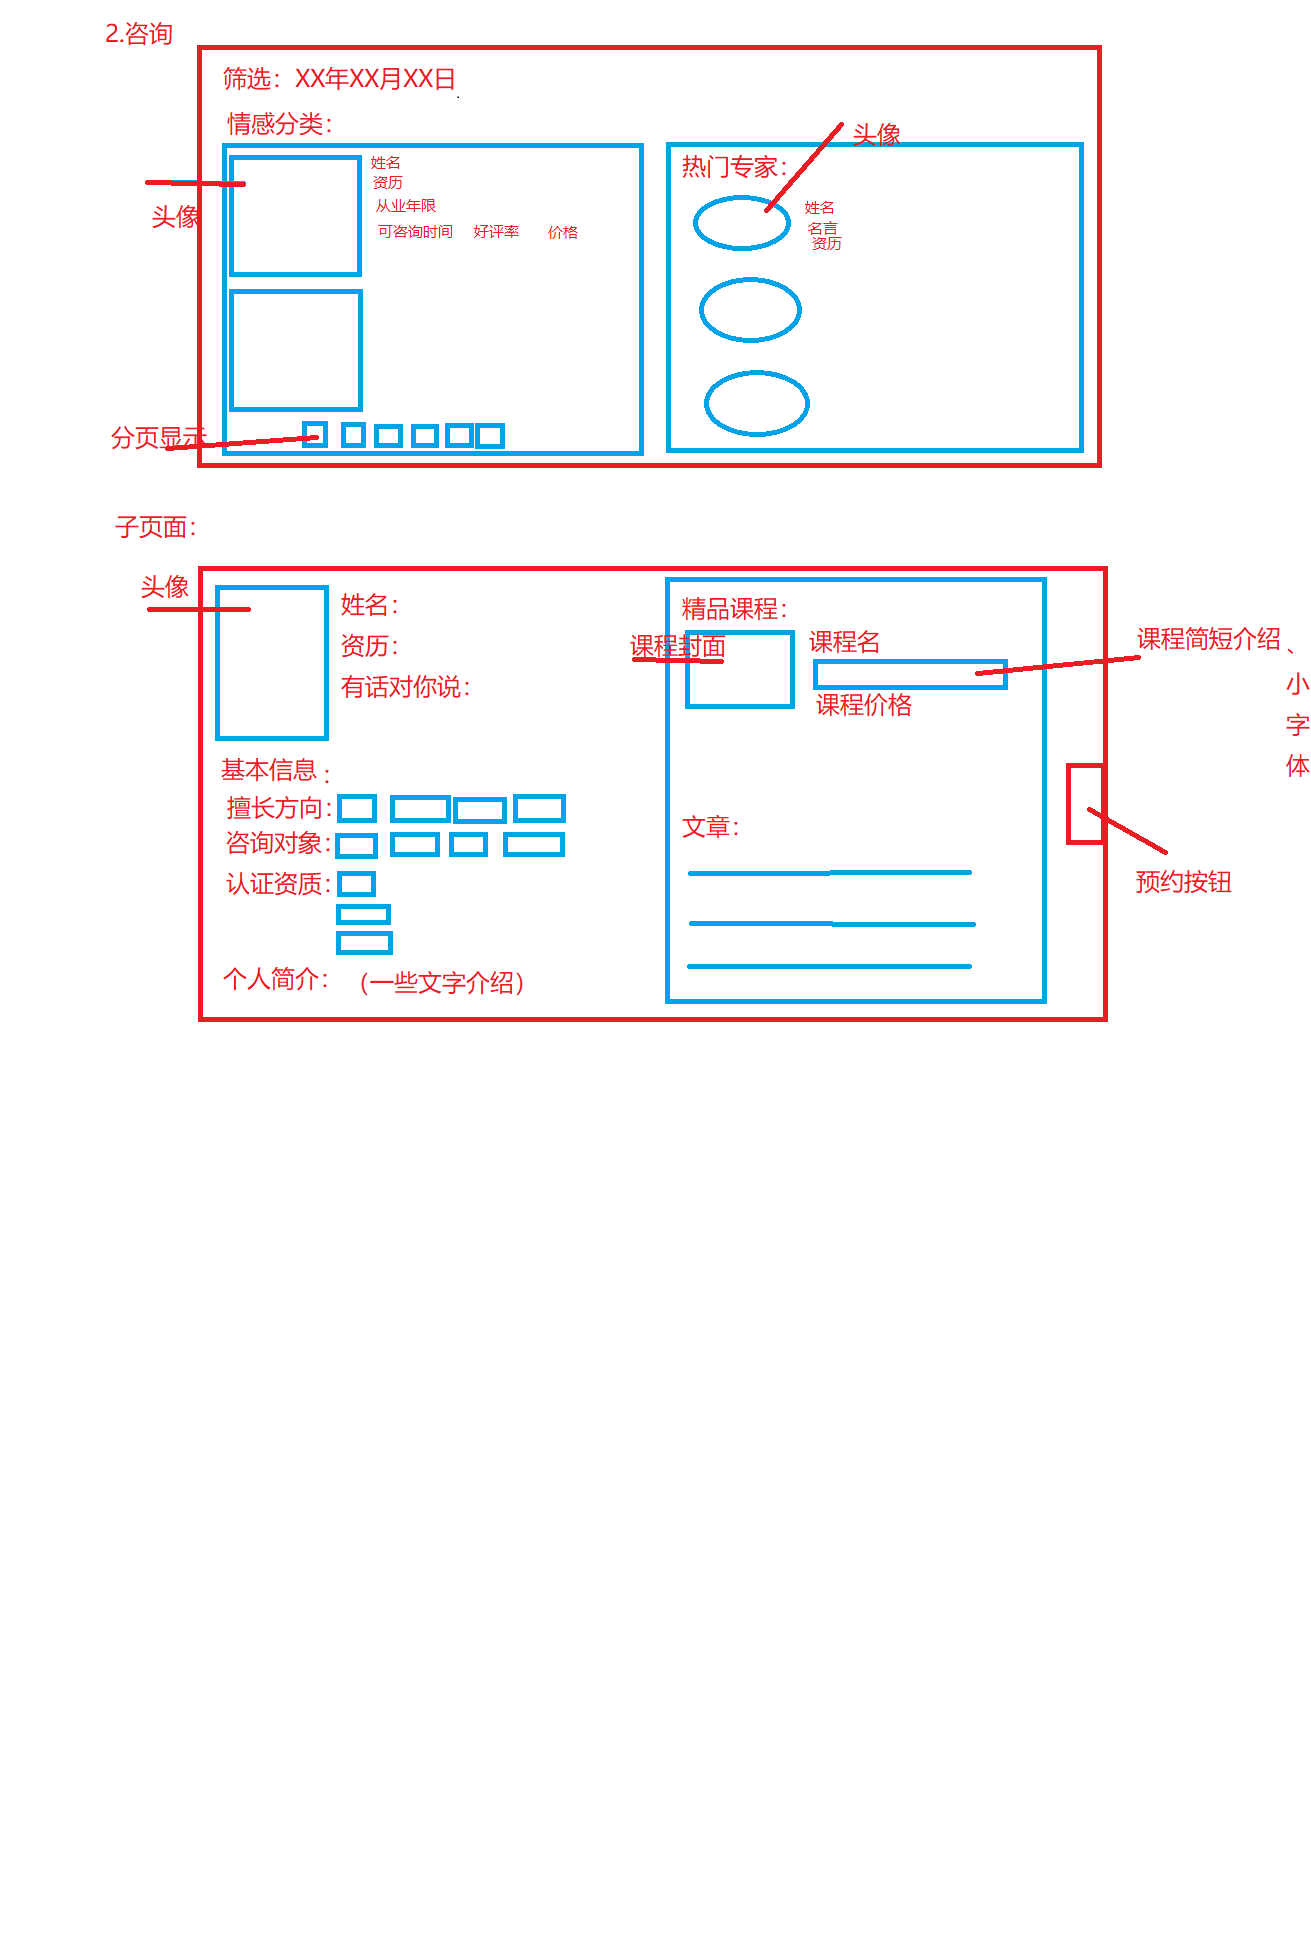 2.咨询
筛选：XX年XX月XX日
情感分类：
头像
姓名
资历
从业年限
可咨询时间 好评率 价格
头像
热门专家：
姓名
名言
资历
分页显示
子页面：
头像
姓名：
资历：
有话对你说：
基本信息：
擅长方向：
咨询对象：
认证资质：
个人简介：（一些文字介绍）
精品课程：
课程封面
课程名
课程价格
课程简短介绍、
小
字
体
文章：
预约按钮